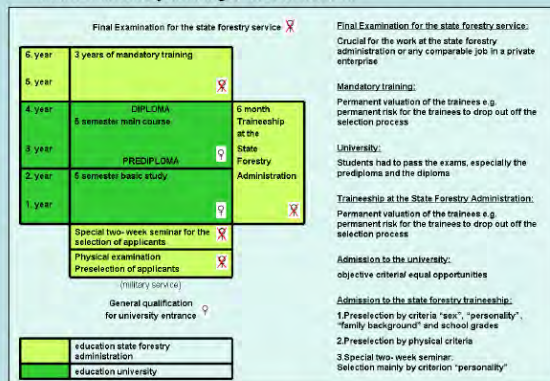 Final Examination for the state forestry service
6. year
3 years of mandatory training
5. year
4. year
DIPLOMA
5 semester main course
3. year
PREDIPLOMA
2. year
5 semester basic study
1. year
6 month
Traineeship
at the
State
Forestry
Administration
Special two- week seminar for the
selection of applicants
Physical examination
Preselection of applicants
(military service)
General qualification
for university entrance
education state forestry
administration
education university
Final Examination for the state forestry service:
Crucial for the work at the state forestry
administration or any comparable job in a private
enterprise
Mandatory training:
Permanent valuation of the trainees e.g.
permanent risk for the trainees to drop out off the
selection process
University:
Students had to pass the exams, especially the
prediploma and the diploma
Traineeship at the State Forestry Administration:
Permanent valuation of the trainees e.g.
permanent risk for the trainees to drop out off the
selection process
Admission to the university:
objective criteria/ equal opportunities
Admission to the state forestry traineeship:
1.Preselection by criteria "sex", "personality",
"family background" and school grades
2.Preselection by physical criteria
3.Special two- week seminar:
Selection mainly by criterion "personality"